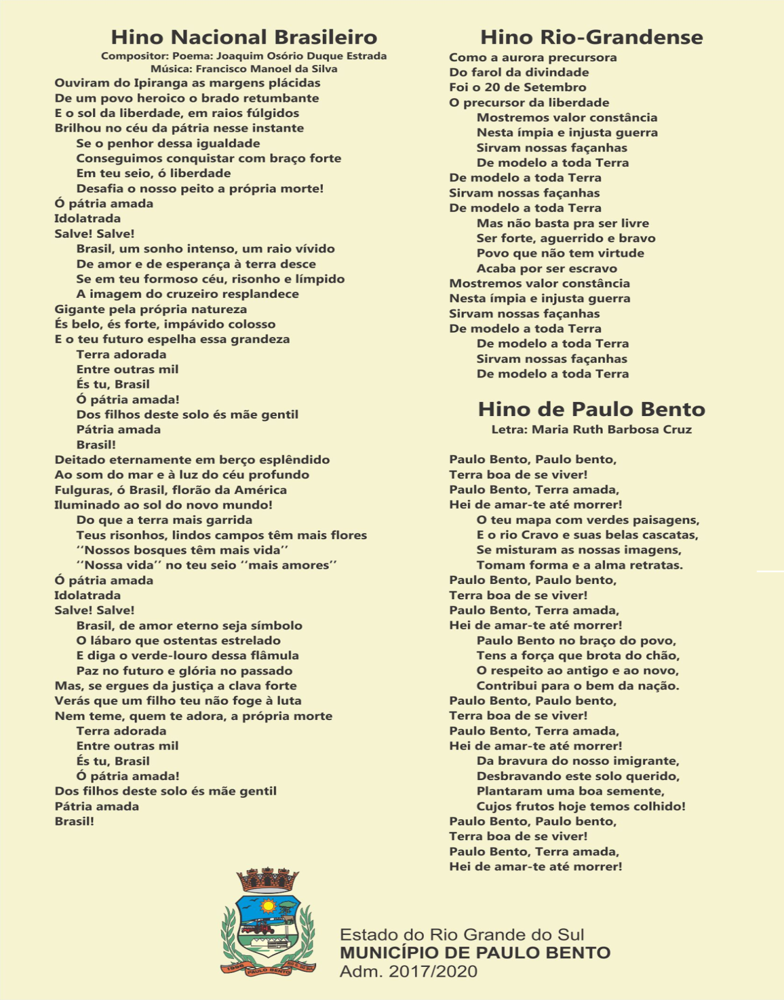 Hino Nacional Brasileiro
Compositor: Poema: Joaquim Osório Duque Estrada
Música: Francisco Manoel da Silva
Ouviram do Ipiranga as margens plácidas
De um povo heroico o brado retumbante
E o sol da liberdade, em raios fúlgidos
Brilhou no céu da pátria nesse instante
Se o penhor dessa igualdade
Conseguimos conquistar com braço forte
Em teu seio, ó liberdade
Desafia o nosso peito a própria morte!
Ó pátria amada
Idolatrada
Salve! Salve!
Brasil, um sonho intenso, um raio vívido
De amor e de esperança à terra desce
Se em teu formoso céu, risonho e límpido
A imagem do cruzeiro resplandece
Gigante pela própria natureza
És belo, és forte, impávido colosso
E o teu futuro espelha essa grandeza
Terra adorada
Entre outras mil
És tu, Brasil
Ó pátria amada!
Dos filhos deste solo és mãe gentil
Pátria amada
Brasil!
Deitado eternamente em berço esplêndido
Ao som do mar e à luz do céu profundo
Fulguras, ó Brasil, florão da América
Iluminado ao sol do novo mundo!
Do que a terra mais garrida
Teus risonhos, lindos campos têm mais flores
‘‘Nossos bosques têm mais vida’’
‘‘Nossa vida’’ no teu seio ‘‘mais amores’’
Ó pátria amada
Idolatrada
Salve! Salve!
Brasil, de amor eterno seja símbolo
O lábaro que ostentas estrelado
E diga o verde-louro dessa flâmula
Paz no futuro e glória no passado
Mas, se ergues da justiça a clava forte
Verás que um filho teu não foge à luta
Nem teme, quem te adora, a própria morte
Terra adorada
Entre outras mil
És tu, Brasil
Ó pátria amada!
Dos filhos deste solo és mãe gentil
Pátria amada
Brasil!
Hino Rio-Grandense
Como a aurora precursora
Do farol da divindade
Foi o 20 de Setembro
O precursor da liberdade
Mostremos valor constância
Nesta ímpia e injusta guerra
Sirvam nossas façanhas
De modelo a toda Terra
De modelo a toda Terra
Sirvam nossas façanhas
De modelo a toda Terra
Mas não basta pra ser livre
Ser forte, aguerrido e bravo
Povo que não tem virtude
Acaba por ser escravo
Mostremos valor constância
Nesta ímpia e injusta guerra
Sirvam nossas façanhas
De modelo a toda Terra
De modelo a toda Terra
Sirvam nossas façanhas
De modelo a toda Terra
Hino de Paulo Bento
Letra: Maria Ruth Barbosa Cruz
Paulo Bento, Paulo bento,
Terra boa de se viver!
Paulo Bento, Terra amada,
Hei de amar-te até morrer!
O teu mapa com verdes paisagens,
E o rio Cravo e suas belas cascatas,
Se misturam as nossas imagens,
Tomam forma e a alma retratas.
Paulo Bento, Paulo bento,
Terra boa de se viver!
Paulo Bento, Terra amada,
Hei de amar-te até morrer!
Paulo Bento no braço do povo,
Tens a força que brota do chão,
O respeito ao antigo e ao novo,
Contribui para o bem da nação.
Paulo Bento, Paulo bento,
Terra boa de se viver!
Paulo Bento, Terra amada,
Hei de amar-te até morrer!
Da bravura do nosso imigrante,
Desbravando este solo querido,
Plantaram uma boa semente,
Cujos frutos hoje temos colhido!
Paulo Bento, Paulo bento,
Terra boa de se viver!
Paulo Bento, Terra amada,
Hei de amar-te até morrer!
1996
PAULO BENTO
RIO G. DO SUL
Estado do Rio Grande do Sul
MUNICÍPIO DE PAULO BENTO
Adm. 2017/2020